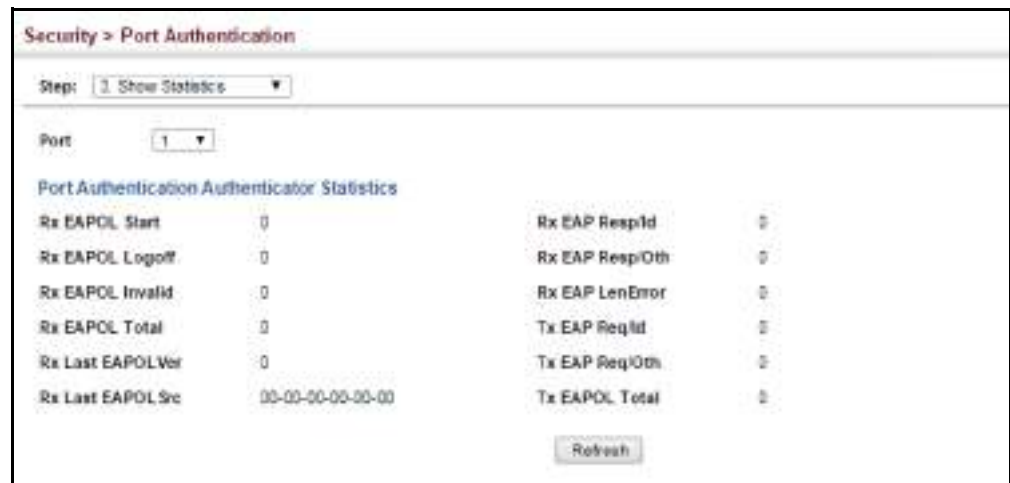 Security > Port Authentication
Step: 3. Show Statistics
Port 1
Port Authentication Authenticator Statistics
Rx EAPOL Start 0 Rx EAP Resp/Id 0
Rx EAPOL Logoff 0 Rx EAP Resp/Oth 0
Rx EAPOL Invalid 0 Rx EAP LenError 0
Rx EAPOL Total 0 Tx EAP Req/Id 0
Rx Last EAPOLVer 0 Tx EAP Req/Oth 0
Rx Last EAPOLSrc 00-00-00-00-00-00 Tx EAPOL Total 0
Refresh